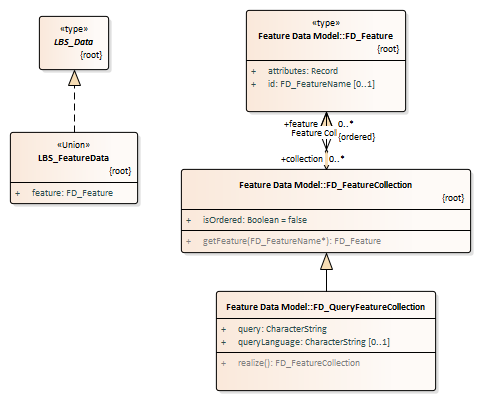 «type»
LBS_Data
{root}
«Union»
LBS_FeatureData
{root}
+ feature: FD_Feature
«type»
Feature Data Model::FD_Feature
{root}
+ attributes: Record
+ id: FD_FeatureName [0..1]
+feature 0..*
Feature Coll
{ordered}
+collection 0..*
Feature Data Model::FD_FeatureCollection
{root}
+ isOrdered: Boolean = false
+ getFeature(FD_FeatureName*): FD_Feature
Feature Data Model::FD_QueryFeatureCollection
+ query: CharacterString
+ queryLanguage: CharacterString [0..1]
+ realize(): FD_FeatureCollection